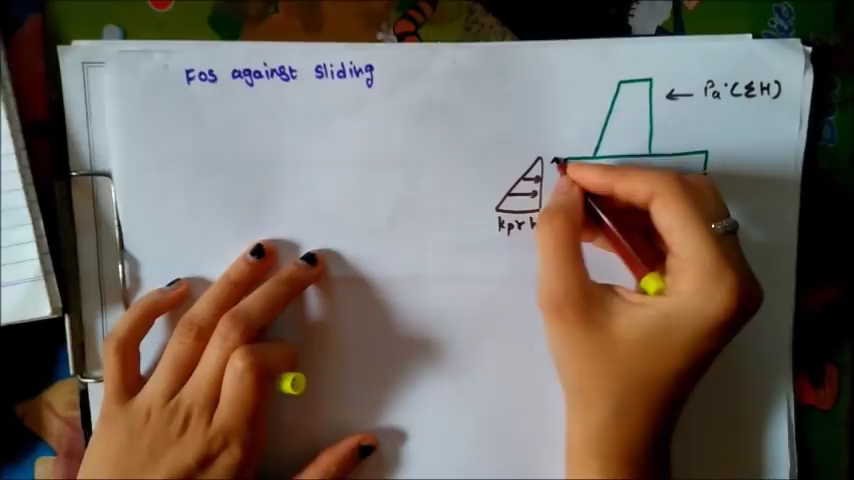 Fos against sliding
← Pa·(ΣH)
kpγh